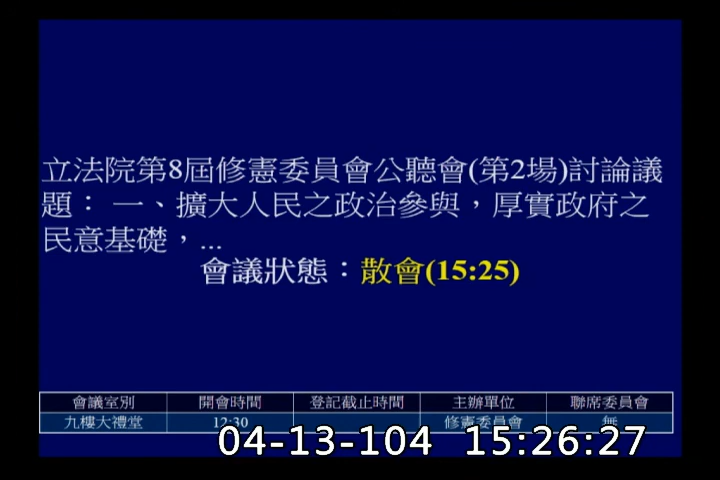 立法院第8屆修憲委員會公聽會(第2場)討論議
題：一、擴大人民之政治參與，厚實政府之
民意基礎，...
會議狀態：散會(15:25)
會議室別 開會時間 登記截止時間 主辦單位 聯席委員會
九樓大禮堂 12:30 修憲委員會 無
04-13-104 15:26:27